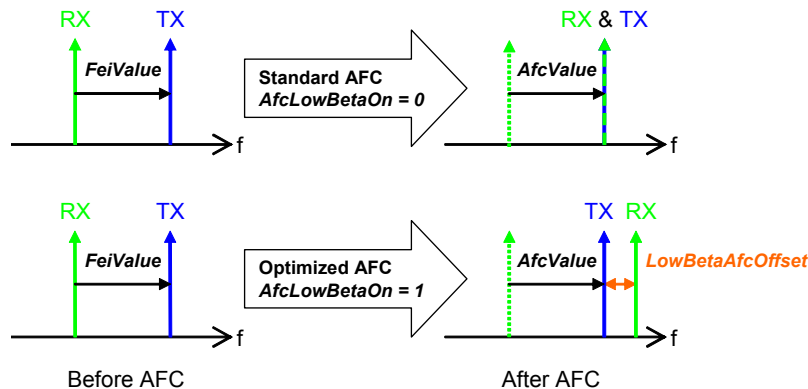 RX TX
FeiValue
f
Standard AFC
AfcLowBetaOn = 0
RX & TX
AfcValue
f
RX TX
FeiValue
f
Optimized AFC
AfcLowBetaOn = 1
TX RX
AfcValue
LowBetaAfcOffset
f
Before AFC
After AFC